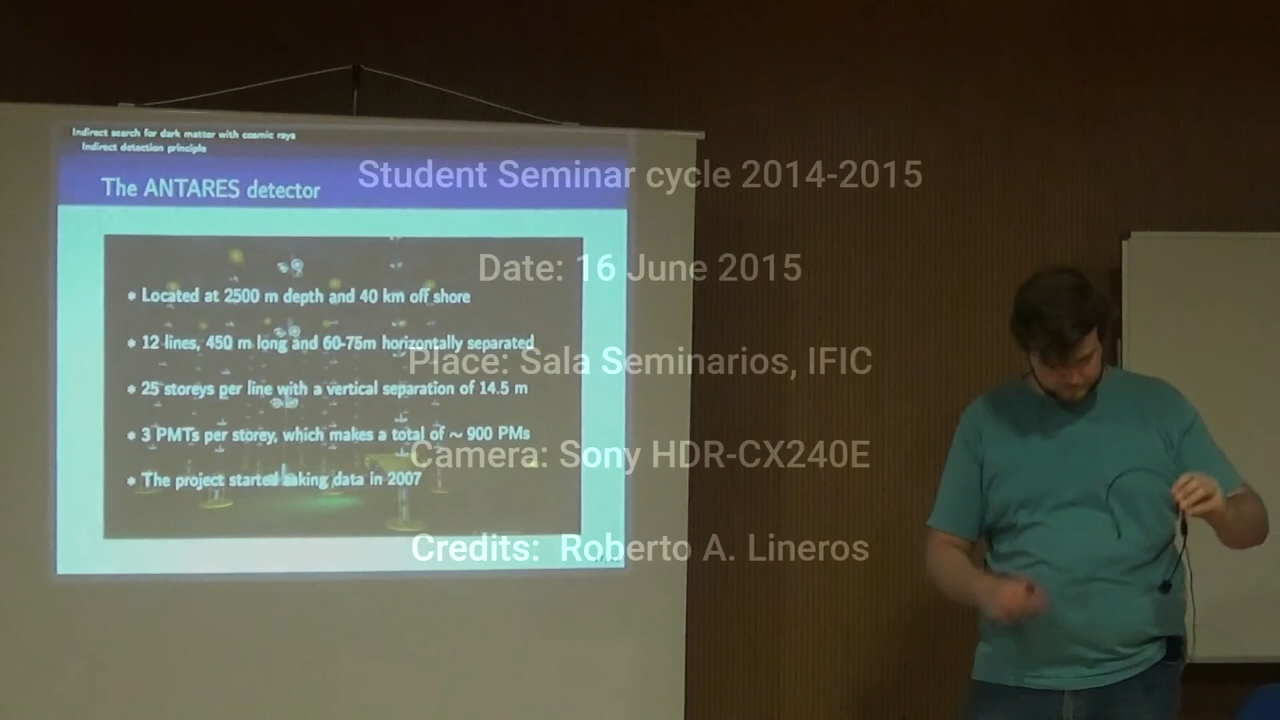 Indirect search for dark matter with cosmic rays
Indirect detection principle
The ANTARES detector
Located at 2500 m depth and 40 km off shore
12 lines, 450 m long and 60-75m horizontally separated
25 storeys per line with a vertical separation of 14.5 m
3 PMTs per storey, which makes a total of ~ 900 PMs
The project started taking data in 2007
Student Seminar cycle 2014-2015
Date: 16 June 2015
Place: Sala Seminarios, IFIC
Camera: Sony HDR-CX240E
Credits: Roberto A. Lineros